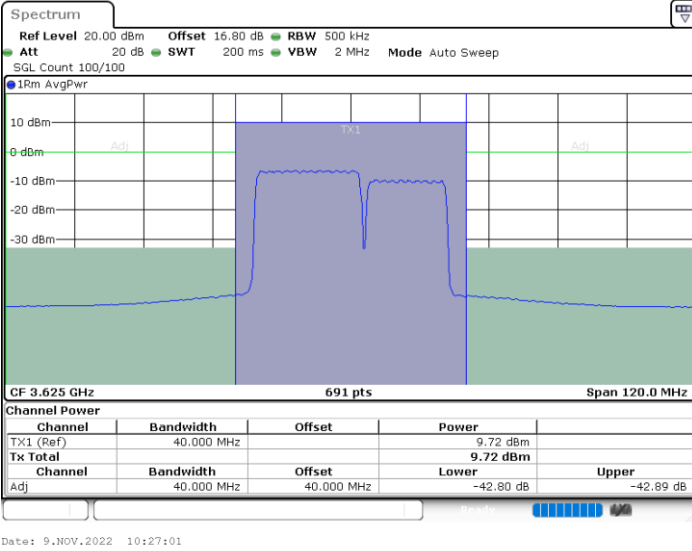 Spectrum
Ref Level 20.00 dBm Offset 16.80 dB RBW 500 kHz
Att 20 dB SWT 200 ms VBW 2 MHz Mode Auto Sweep
SGL Count 100/100
1Rm AvgPwr
10 dBm
TX1
Adj Adj
0 dBm
-10 dBm
-20 dBm
-30 dBm
CF 3.625 GHz 691 pts Span 120.0 MHz
Channel Power
Channel Bandwidth Offset Power
TX1 (Ref) 40.000 MHz 9.72 dBm
Tx Total 9.72 dBm
Channel Bandwidth Offset Lower Upper
Adj 40.000 MHz 40.000 MHz -42.80 dB -42.89 dB
Ready
Date: 9.NOV.2022 10:27:01